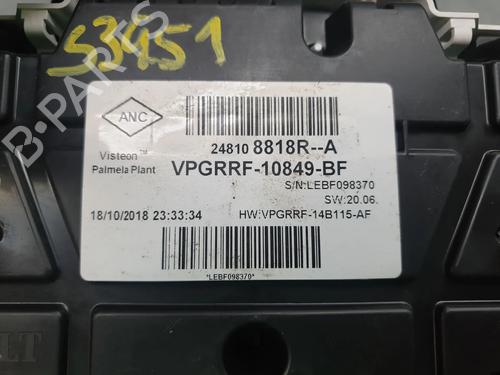 S3451
B-PARTS
ANC
Visteon™
Palmela Plant
24810 8818R--A
VPGRRF-10849-BF
S/N:LEBF098370
SW:20.06.
18/10/2018 23:33:34
HW:VPGRRF-14B115-AF
*LEBF098370*